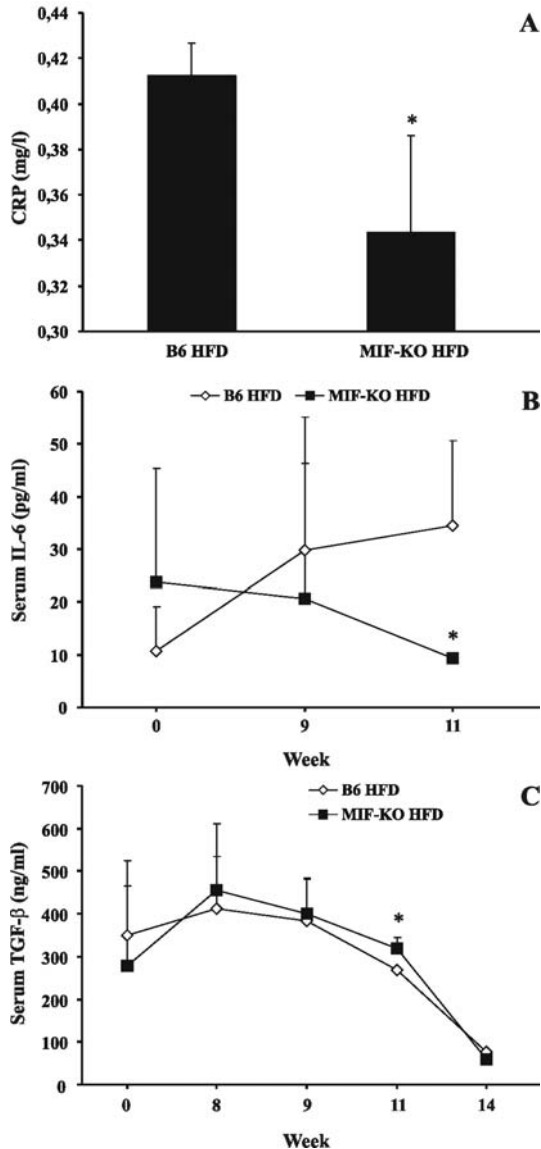 A
0,44
0,42
0,40
0,38
0,36
0,34
0,32
0,30
CRP (mg/l)
*
B6 HFD MIF-KO HFD
B
B6 HFD MIF-KO HFD
60
50
40
30
20
10
0
Serum IL-6 (pg/ml)
*
0 9 11
Week
C
B6 HFD
MIF-KO HFD
700
600
500
400
300
200
100
0
Serum TGF-β (ng/ml)
*
0 8 9 11 14
Week